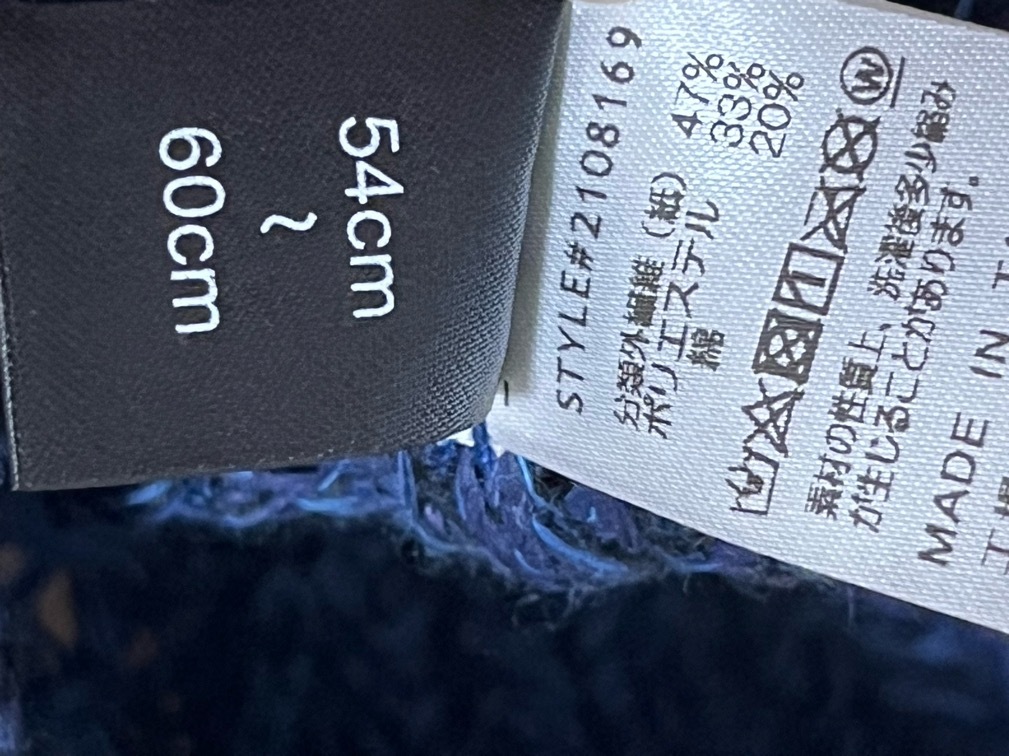 54cm
~
60cm
STYLE#2108169
分類外繊維（紙） 47%
ポリエステル 33%
綿 20%
W
素材の性質上、洗濯後多少縮み
が生じることがあります。
MADE IN